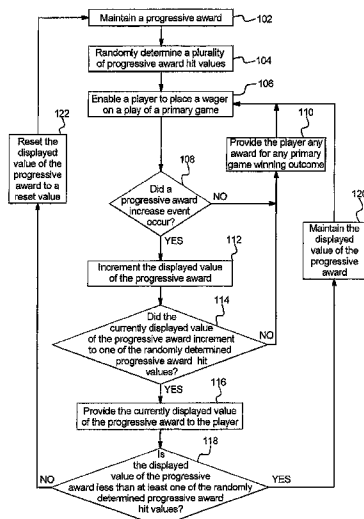 Maintain a progressive award
102
Randomly determine a plurality
of progressive award hit values
104
106
Enable a player to place a wager
on a play of a primary game
122
Reset the
displayed value
of the
progressive
award to a
reset value
110
Provide the player
any award for
any primary
game winning
outcome
108
Did a
progressive award
increase event
occur?
NO
YES
120
Maintain the
displayed
value of the
progressive
award
112
Increment the displayed value
of the progressive award
114
Did the
currently displayed value
of the progressive award increment
to one of the randomly determined
progressive award hit
values?
NO
YES
116
Provide the currently displayed value
of the progressive award to the player
118
Is
the displayed
value of the progressive
award less than at least one of the randomly
determined progressive award
hit values?
NO
YES